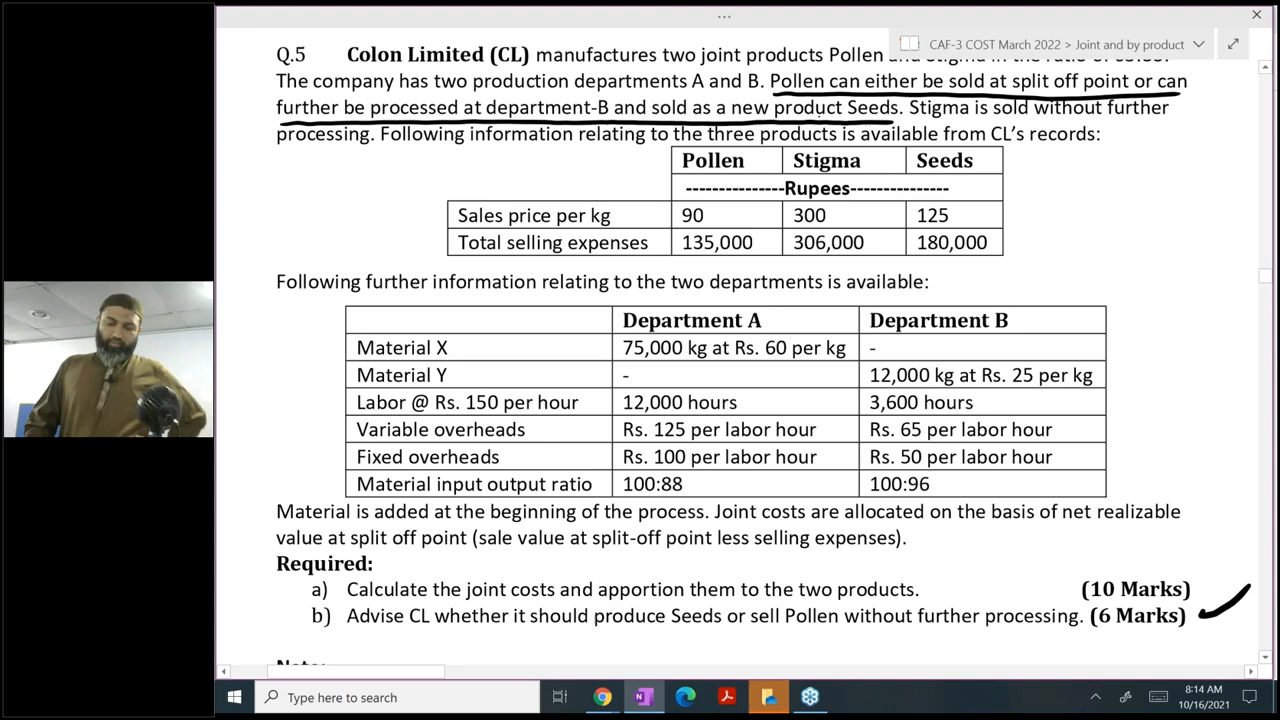 CAF-3 COST March 2022 > Joint and by product
Q.5 Colon Limited (CL) manufactures two joint products Pollen
The company has two production departments A and B. Pollen can either be sold at split off point or can
further be processed at department-B and sold as a new product Seeds. Stigma is sold without further
processing. Following information relating to the three products is available from CL's records:
Pollen Stigma Seeds
---------------Rupees---------------
Sales price per kg 90 300 125
Total selling expenses 135,000 306,000 180,000
Following further information relating to the two departments is available:
Department A Department B
Material X 75,000 kg at Rs. 60 per kg -
Material Y - 12,000 kg at Rs. 25 per kg
Labor @ Rs. 150 per hour 12,000 hours 3,600 hours
Variable overheads Rs. 125 per labor hour Rs. 65 per labor hour
Fixed overheads Rs. 100 per labor hour Rs. 50 per labor hour
Material input output ratio 100:88 100:96
Material is added at the beginning of the process. Joint costs are allocated on the basis of net realizable
value at split off point (sale value at split-off point less selling expenses).
Required:
a) Calculate the joint costs and apportion them to the two products. (10 Marks)
b) Advise CL whether it should produce Seeds or sell Pollen without further processing. (6 Marks)
Type here to search
8:14 AM
10/16/2021